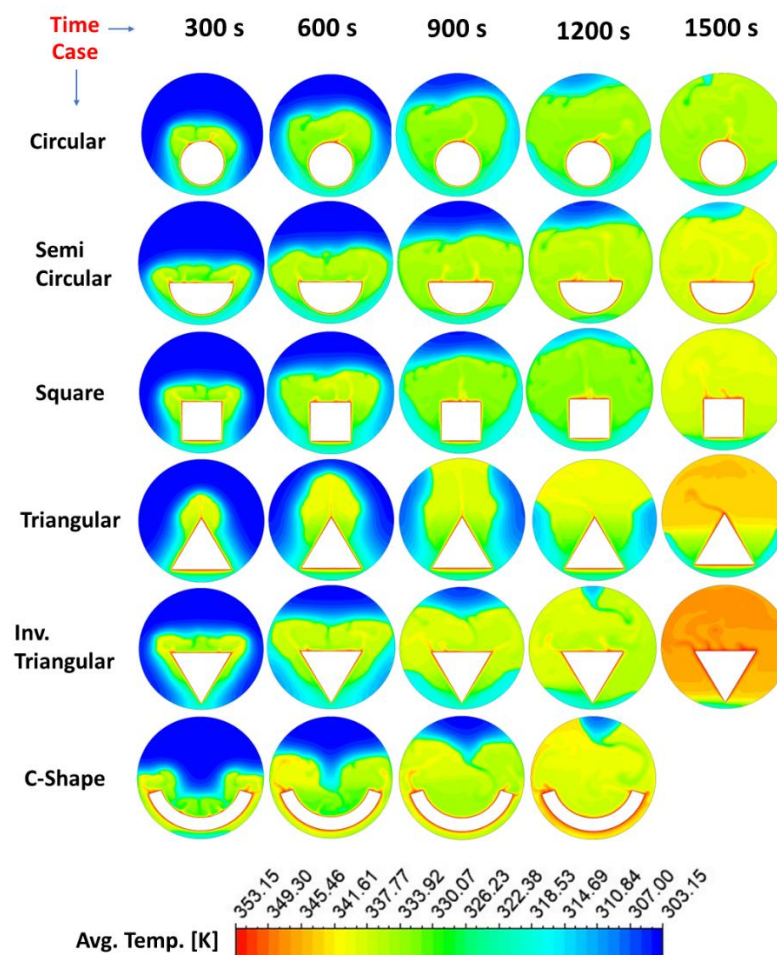 Time
Case
300 s
600 s
900 s
1200 s
1500 s
Circular
Semi
Circular
Square
Triangular
Inv.
Triangular
C-Shape
353.15
349.30
345.46
341.61
337.77
333.92
330.07
326.23
322.38
318.53
314.69
310.84
307.00
303.15
Avg. Temp. [K]